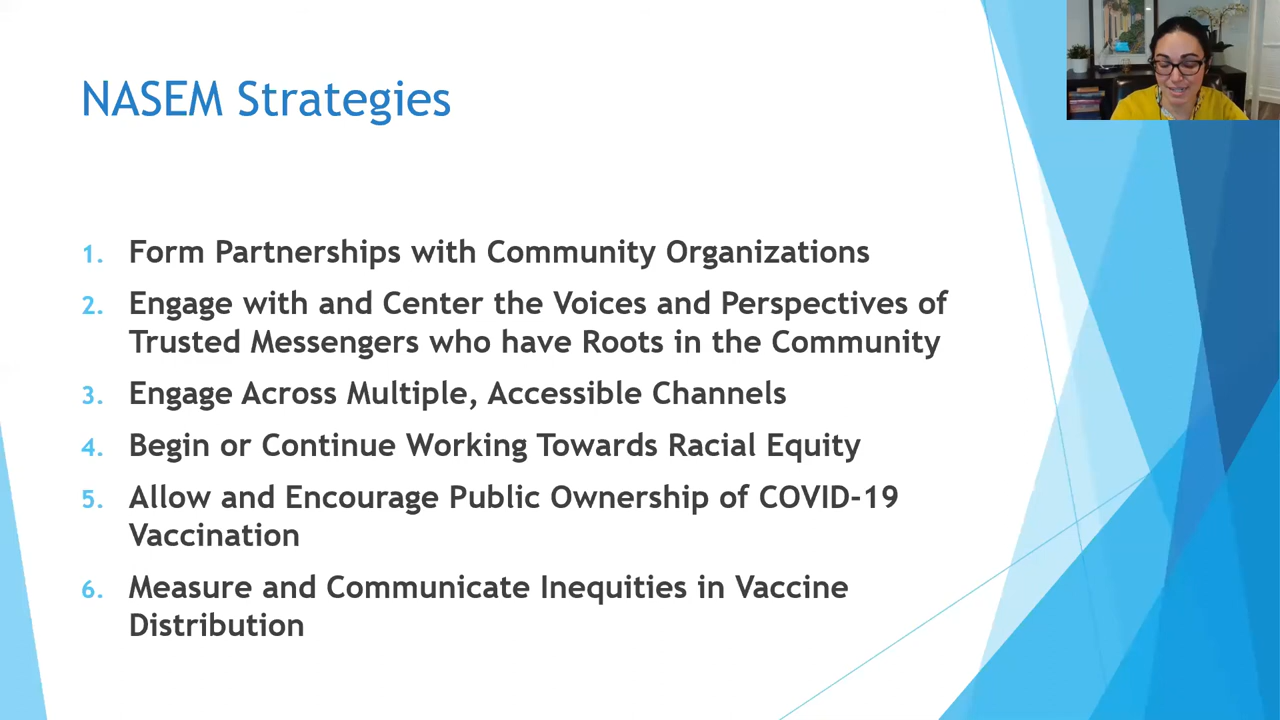 NASEM Strategies
1. Form Partnerships with Community Organizations
2. Engage with and Center the Voices and Perspectives of
Trusted Messengers who have Roots in the Community
3. Engage Across Multiple, Accessible Channels
4. Begin or Continue Working Towards Racial Equity
5. Allow and Encourage Public Ownership of COVID-19
Vaccination
6. Measure and Communicate Inequities in Vaccine
Distribution